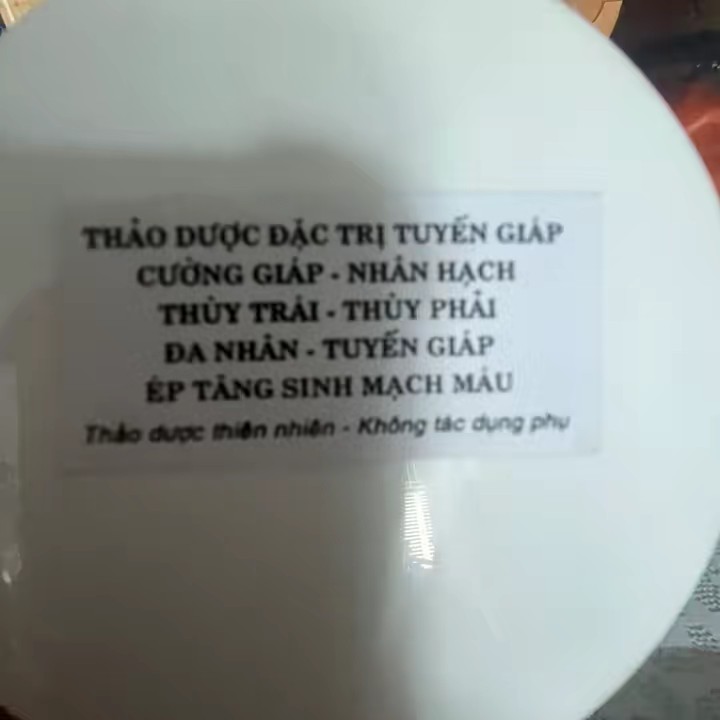 THẢO DƯỢC ĐẶC TRỊ TUYẾN GIÁP
CƯỜNG GIÁP - NHÂN HẠCH
THÙY TRÁI - THÙY PHẢI
ĐA NHÂN - TUYẾN GIÁP
ÉP TĂNG SINH MẠCH MÁU
Thảo dược thiên nhiên - Không tác dụng phụ